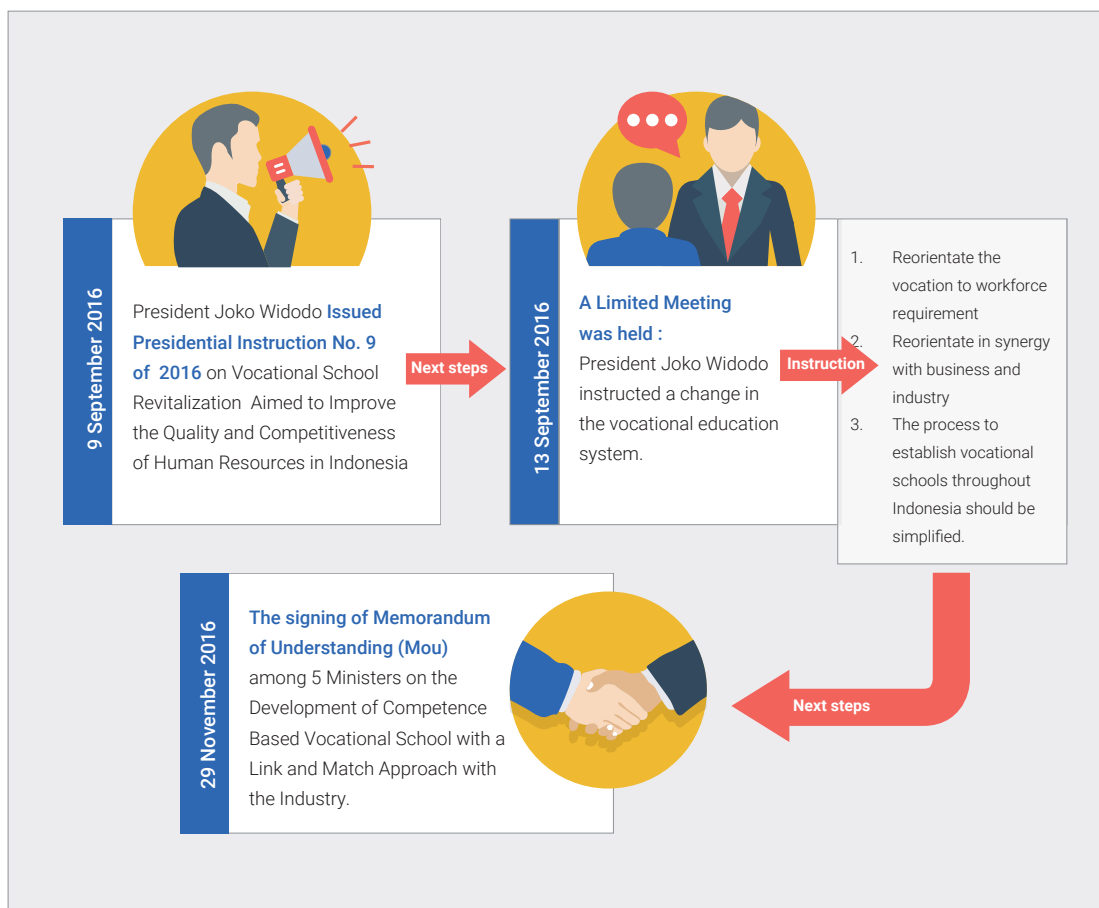 9 September 2016
President Joko Widodo Issued
Presidential Instruction No. 9
of 2016 on Vocational School
Revitalization Aimed to Improve
the Quality and Competitiveness
of Human Resources in Indonesia
Next steps
13 September 2016
A Limited Meeting
was held :
President Joko Widodo
instructed a change in
the vocational education
system.
Instruction
1. Reorientate the
vocation to workforce
requirement
2. Reorientate in synergy
with business and
industry
3. The process to
establish vocational
schools throughout
Indonesia should be
simplified.
Next steps
29 November 2016
The signing of Memorandum
of Understanding (Mou)
among 5 Ministers on the
Development of Competence
Based Vocational School with a
Link and Match Approach with
the Industry.